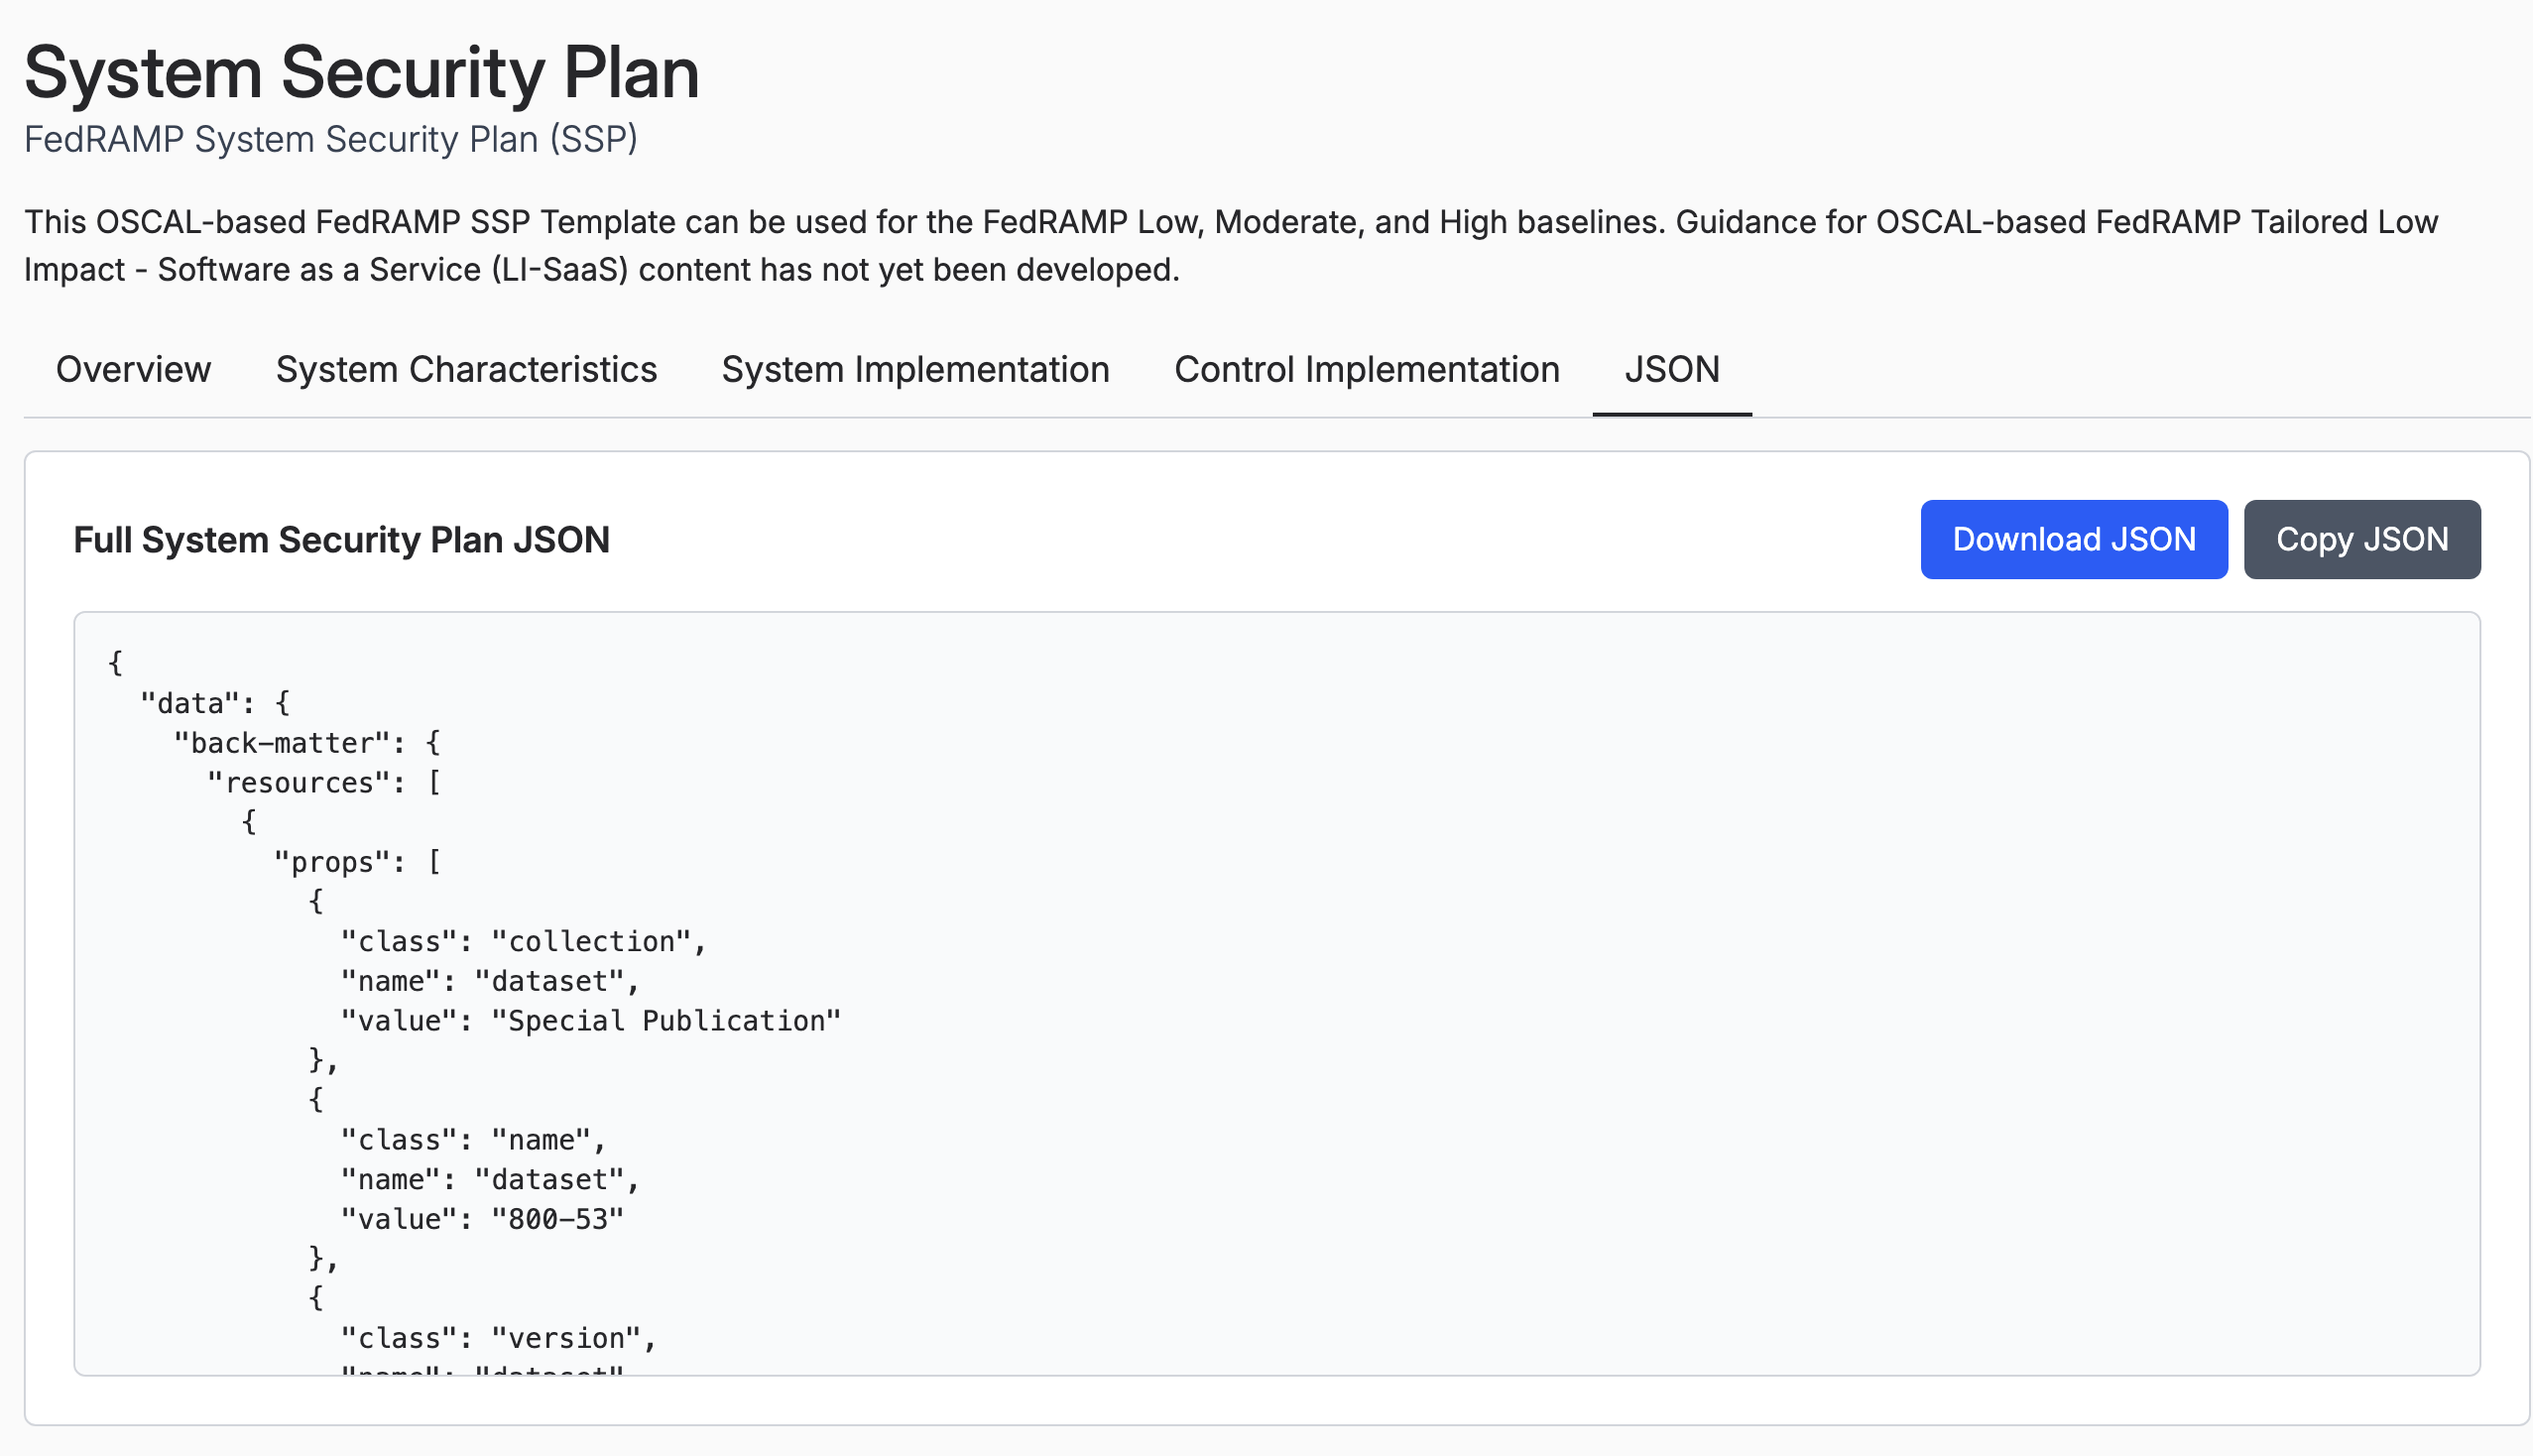 System Security Plan
FedRAMP System Security Plan (SSP)
This OSCAL-based FedRAMP SSP Template can be used for the FedRAMP Low, Moderate, and High baselines. Guidance for OSCAL-based FedRAMP Tailored Low
Impact - Software as a Service (LI-SaaS) content has not yet been developed.
Overview System Characteristics System Implementation Control Implementation JSON
Full System Security Plan JSON Download JSON Copy JSON
{
  "data": {
    "back-matter": {
      "resources": [
        {
          "props": [
            {
              "class": "collection",
              "name": "dataset",
              "value": "Special Publication"
            },
            {
              "class": "name",
              "name": "dataset",
              "value": "800-53"
            },
            {
              "class": "version",
              "name": "dataset"